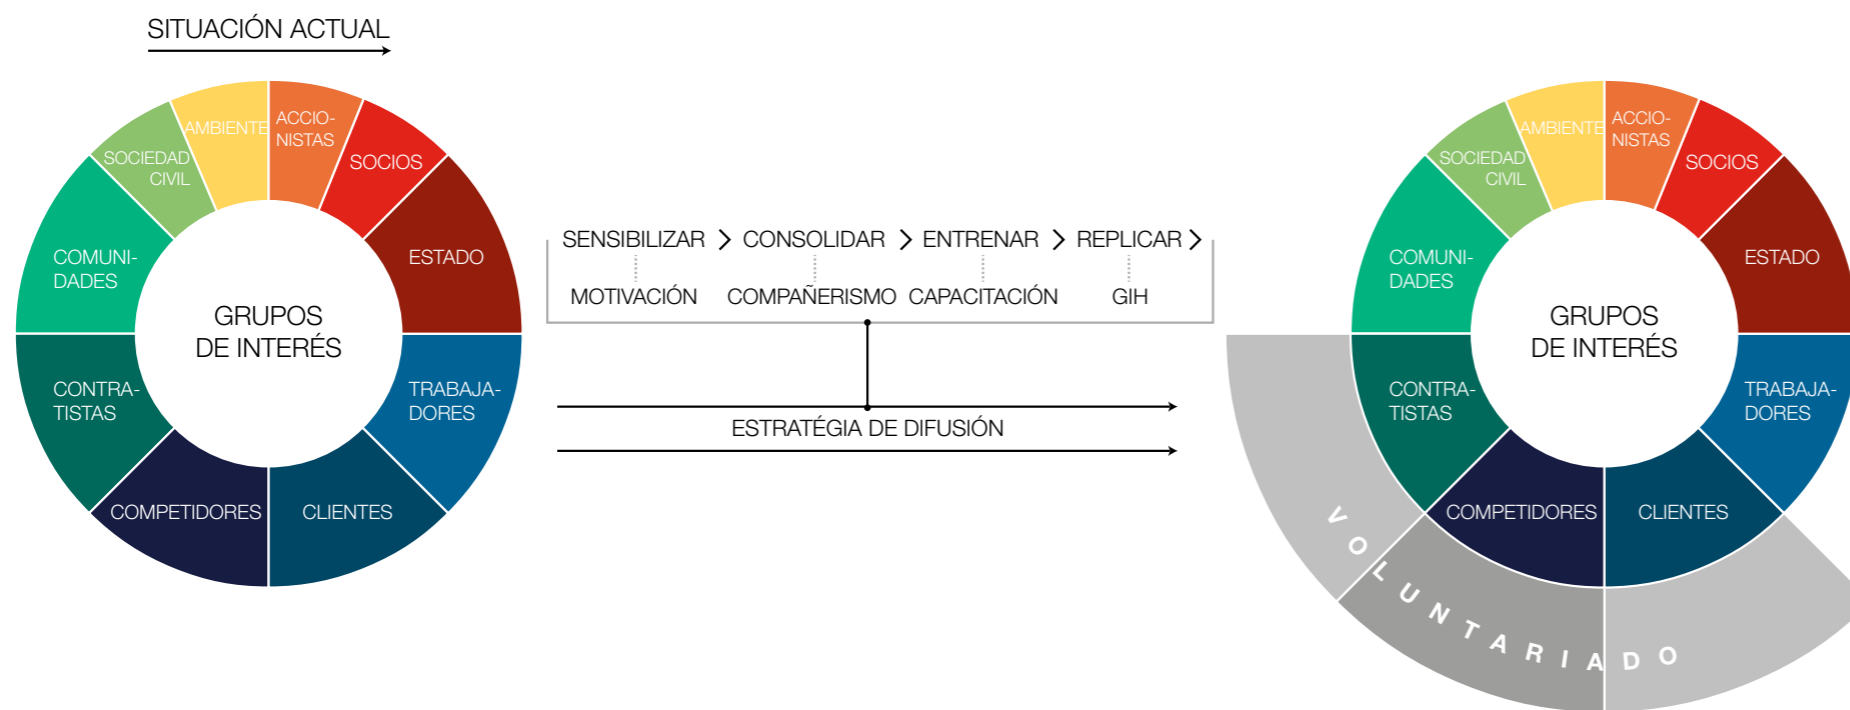 SITUACIÓN ACTUAL
AMBIENTE
ACCIO-
NISTAS
SOCIOS
SOCIEDAD
CIVIL
ESTADO
COMUNI-
DADES
GRUPOS
DE INTERÉS
CONTRA-
TISTAS
TRABAJA-
DORES
COMPETIDORES
CLIENTES
SENSIBILIZAR > CONSOLIDAR > ENTRENAR > REPLICAR >
MOTIVACIÓN COMPAÑERISMO CAPACITACIÓN GIH
ESTRATÉGIA DE DIFUSIÓN
AMBIENTE
ACCIO-
NISTAS
SOCIOS
SOCIEDAD
CIVIL
ESTADO
COMUNI-
DADES
GRUPOS
DE INTERÉS
CONTRA-
TISTAS
TRABAJA-
DORES
COMPETIDORES
CLIENTES
VOLUNTARIADO